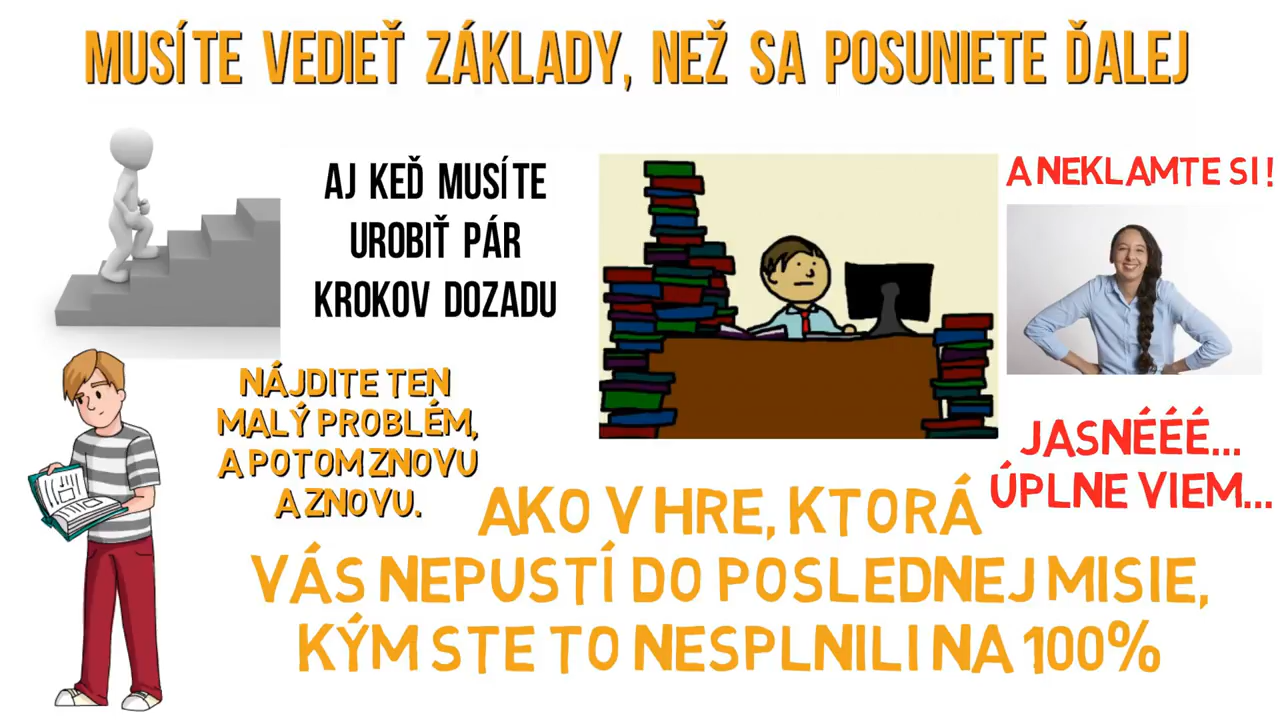 MUSÍTE VEDIEŤ ZÁKLADY, NEŽ SA POSUNIETE ĎALEJ
AJ KEĎ MUSÍTE
UROBIŤ PÁR
KROKOV DOZADU
A NEKLAMTE SI!
NÁJDITE TEN
MALÝ PROBLÉM,
A POTOM ZNOVU
A ZNOVU.
JASNÉÉÉ...
ÚPLNE VIEM...
AKO V HRE, KTORÁ
VÁS NEPUSTÍ DO POSLEDNEJ MISIE,
KÝM STE TO NESPLNILI NA 100%